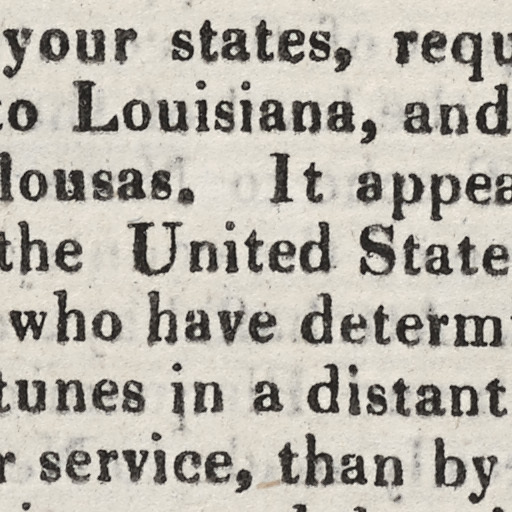 your states, requ
to Louisiana, and
lousas. It appea
the United State
who have determ
tunes in a distant
r service, than by